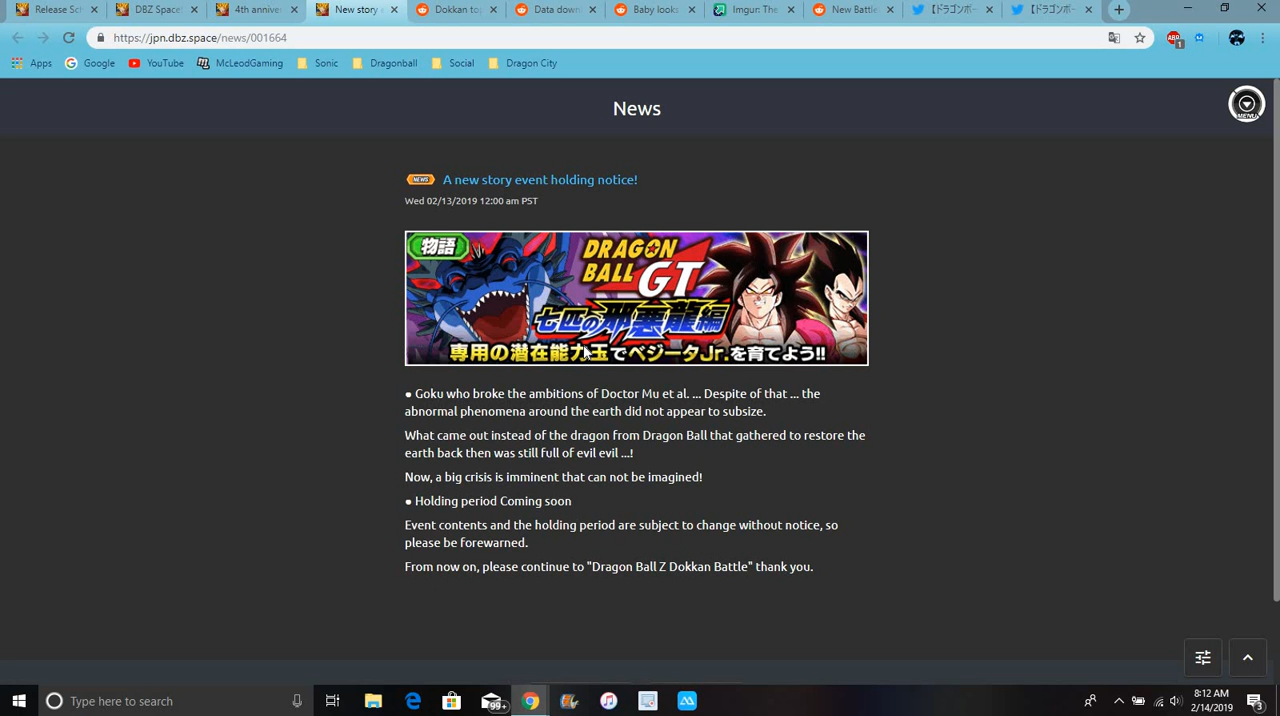 Release Sch
DBZ Space
4th anniver
New story e
Dokkan to
Data down
Baby looks
Imgur: The
New Battle
【ドラゴンボー
【ドラゴンボー
https://jpn.dbz.space/news/001664
ABP
1
Apps
Google
YouTube
McLeodGaming
Sonic
Dragonball
Social
Dragon City
News
MENU
NEWS A new story event holding notice!
Wed 02/13/2019 12:00 am PST
物語
DRAGON
BALL GT
七匹の邪悪龍編
専用の潜在能力玉でベジータJr.を育てよう!!
● Goku who broke the ambitions of Doctor Mu et al. ... Despite of that ... the
abnormal phenomena around the earth did not appear to subsize.
What came out instead of the dragon from Dragon Ball that gathered to restore the
earth back then was still full of evil evil ...!
Now, a big crisis is imminent that can not be imagined!
● Holding period Coming soon
Event contents and the holding period are subject to change without notice, so
please be forewarned.
From now on, please continue to "Dragon Ball Z Dokkan Battle" thank you.
Type here to search
99+
8:12 AM
2/14/2019
3